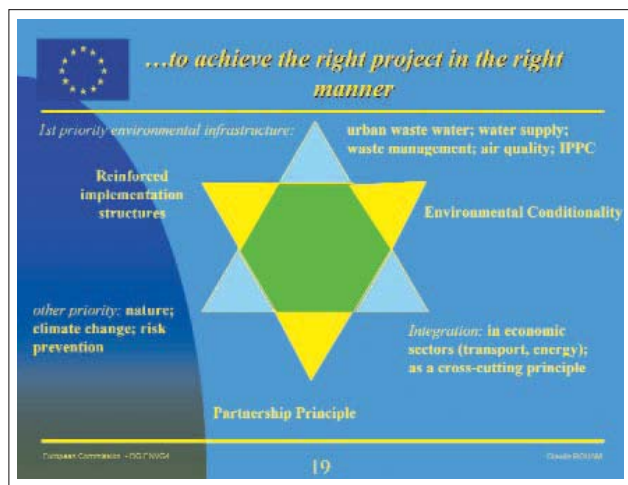 ...to achieve the right project in the right
manner
1st priority environmental infrastructure:
urban waste water; water supply;
waste management; air quality; IPPC
Reinforced
implementation
structures
Environmental Conditionality
other priority: nature;
climate change; risk
prevention
Integration: in economic
sectors (transport, energy);
as a cross-cutting principle
Partnership Principle
European Commission - DG ENV
19
Claude